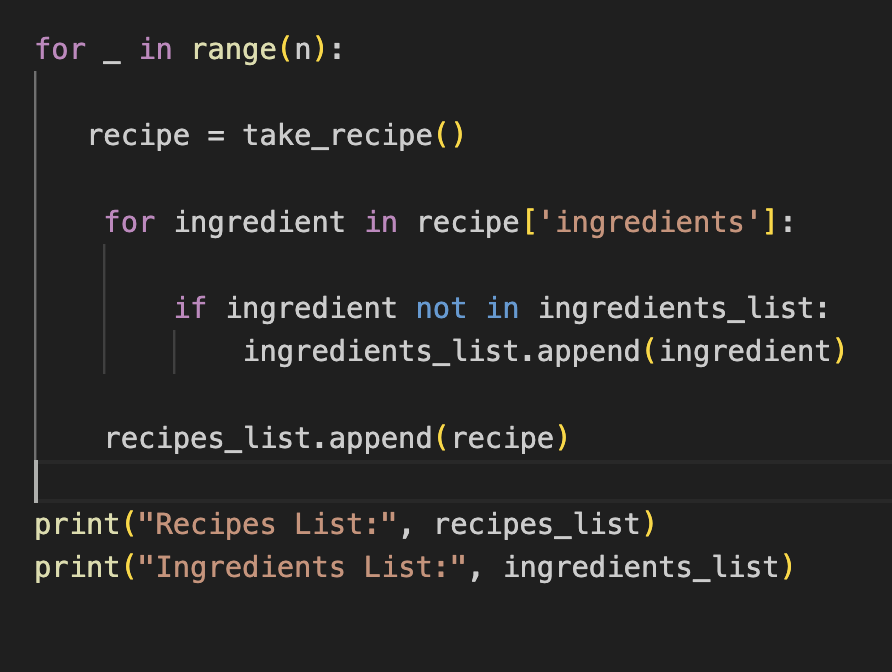 for _ in range(n):
   recipe = take_recipe()
    for ingredient in recipe['ingredients']:
        if ingredient not in ingredients_list:
            ingredients_list.append(ingredient)
    recipes_list.append(recipe)
print("Recipes List:", recipes_list)
print("Ingredients List:", ingredients_list)